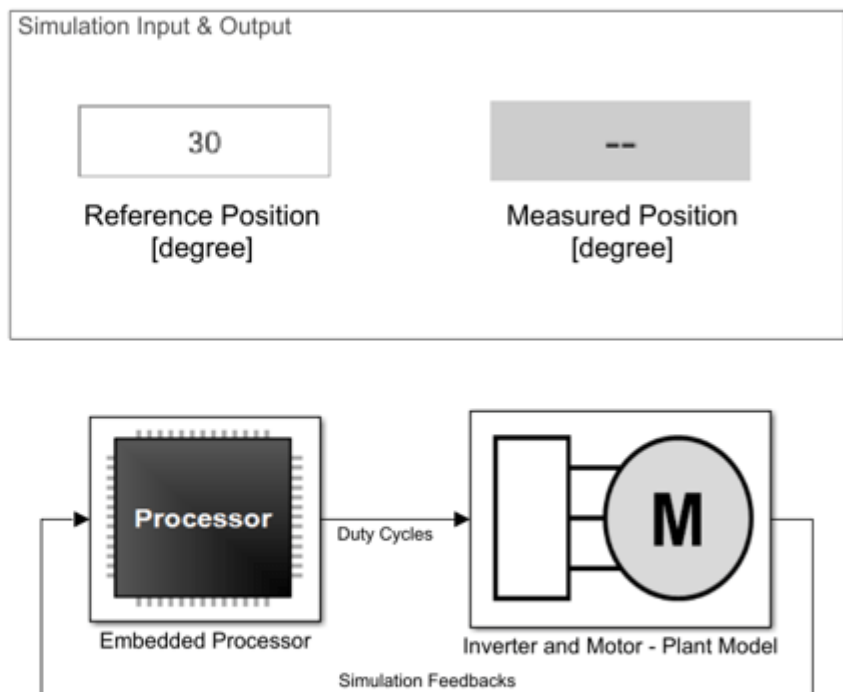 Simulation Input & Output
30
--
Reference Position
[degree]
Measured Position
[degree]
Processor
Duty Cycles
M
Embedded Processor
Inverter and Motor - Plant Model
Simulation Feedbacks